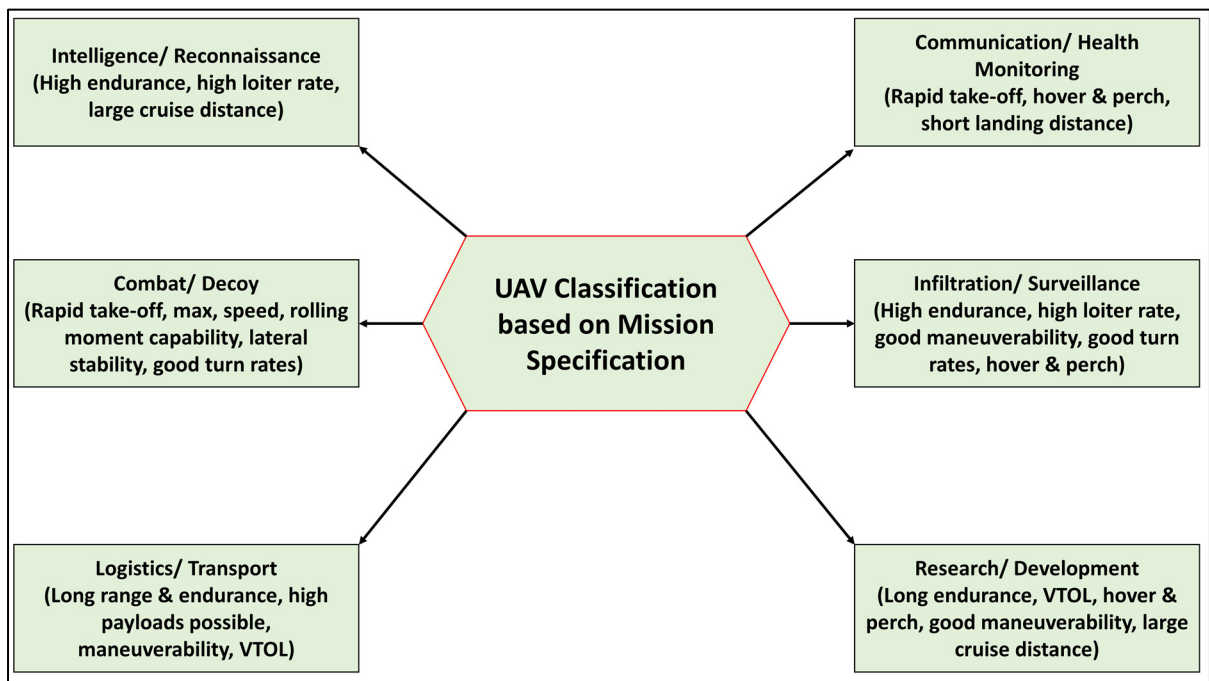 Intelligence/ Reconnaissance
(High endurance, high loiter rate,
large cruise distance)
Communication/ Health
Monitoring
(Rapid take-off, hover & perch,
short landing distance)
Combat/ Decoy
(Rapid take-off, max, speed, rolling
moment capability, lateral
stability, good turn rates)
UAV Classification
based on Mission
Specification
Infiltration/ Surveillance
(High endurance, high loiter rate,
good maneuverability, good turn
rates, hover & perch)
Logistics/ Transport
(Long range & endurance, high
payloads possible,
maneuverability, VTOL)
Research/ Development
(Long endurance, VTOL, hover &
perch, good maneuverability, large
cruise distance)